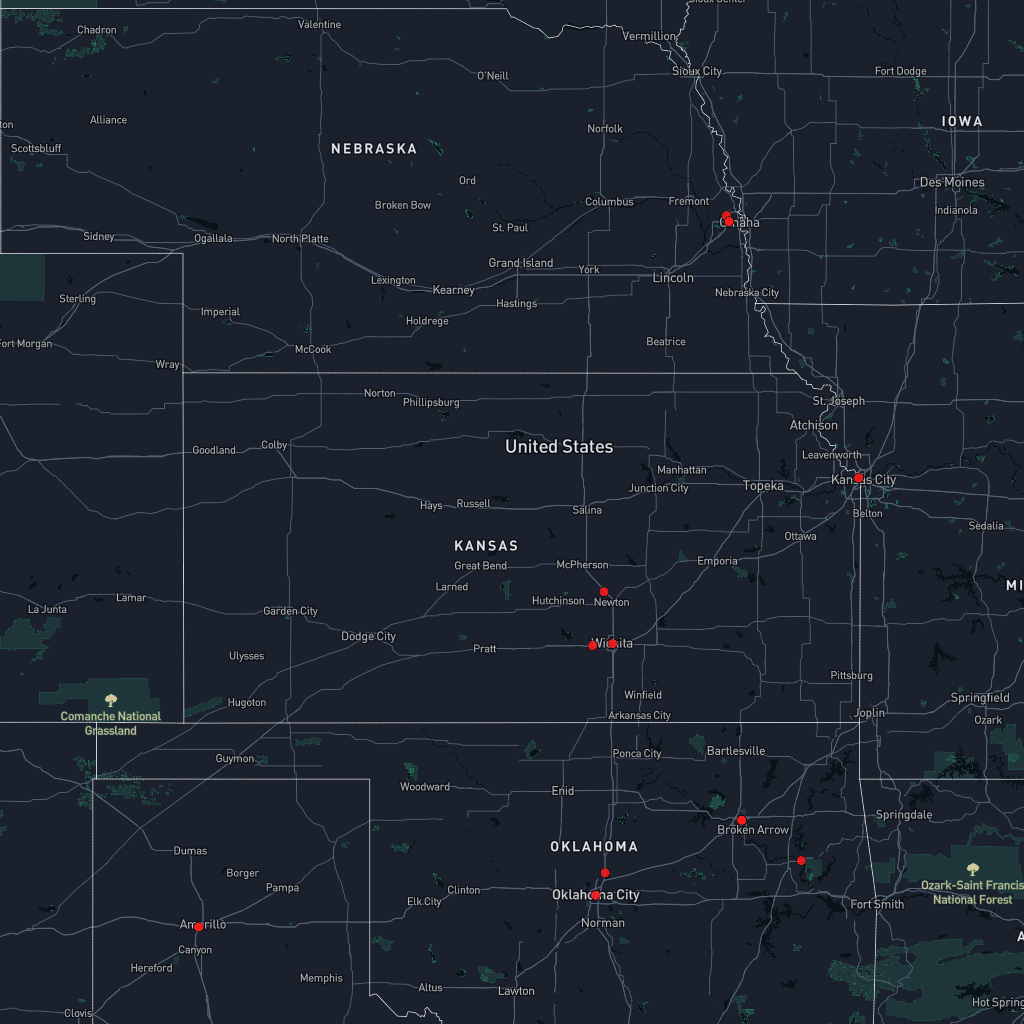 Sioux Center
Chadron
Valentine
Vermillion
Sioux City
O'Neill
Fort Dodge
Alliance
IOWA
ton
Norfolk
Scottsbluff
NEBRASKA
Ord
Des Moines
Broken Bow
Columbus
Fremont
Indianola
St. Paul
Omaha
Sidney
Ogallala
North Platte
Grand Island
York
Lincoln
Lexington
Kearney
Nebraska City
Sterling
Hastings
Imperial
Holdrege
Fort Morgan
McCook
Beatrice
Wray
Norton
Phillipsburg
St. Joseph
Atchison
Goodland
Colby
United States
Leavenworth
Manhattan
Kansas City
Junction City
Topeka
Hays
Russell
Salina
Belton
Sedalia
Ottawa
KANSAS
Great Bend
McPherson
Emporia
Larned
MI
Lamar
Hutchinson
Newton
La Junta
Garden City
Dodge City
Wichita
Ulysses
Pratt
Pittsburg
Winfield
Springfield
Hugoton
Comanche National
Grassland
Arkansas City
Joplin
Ozark
Guymon
Ponca City
Bartlesville
Woodward
Enid
Springdale
Broken Arrow
Dumas
OKLAHOMA
Borger
Pampa
Clinton
Elk City
Oklahoma City
Ozark-Saint Francis
National Forest
Fort Smith
Amarillo
Norman
A
Canyon
Hereford
Memphis
Altus
Lawton
Hot Spring
Clovis